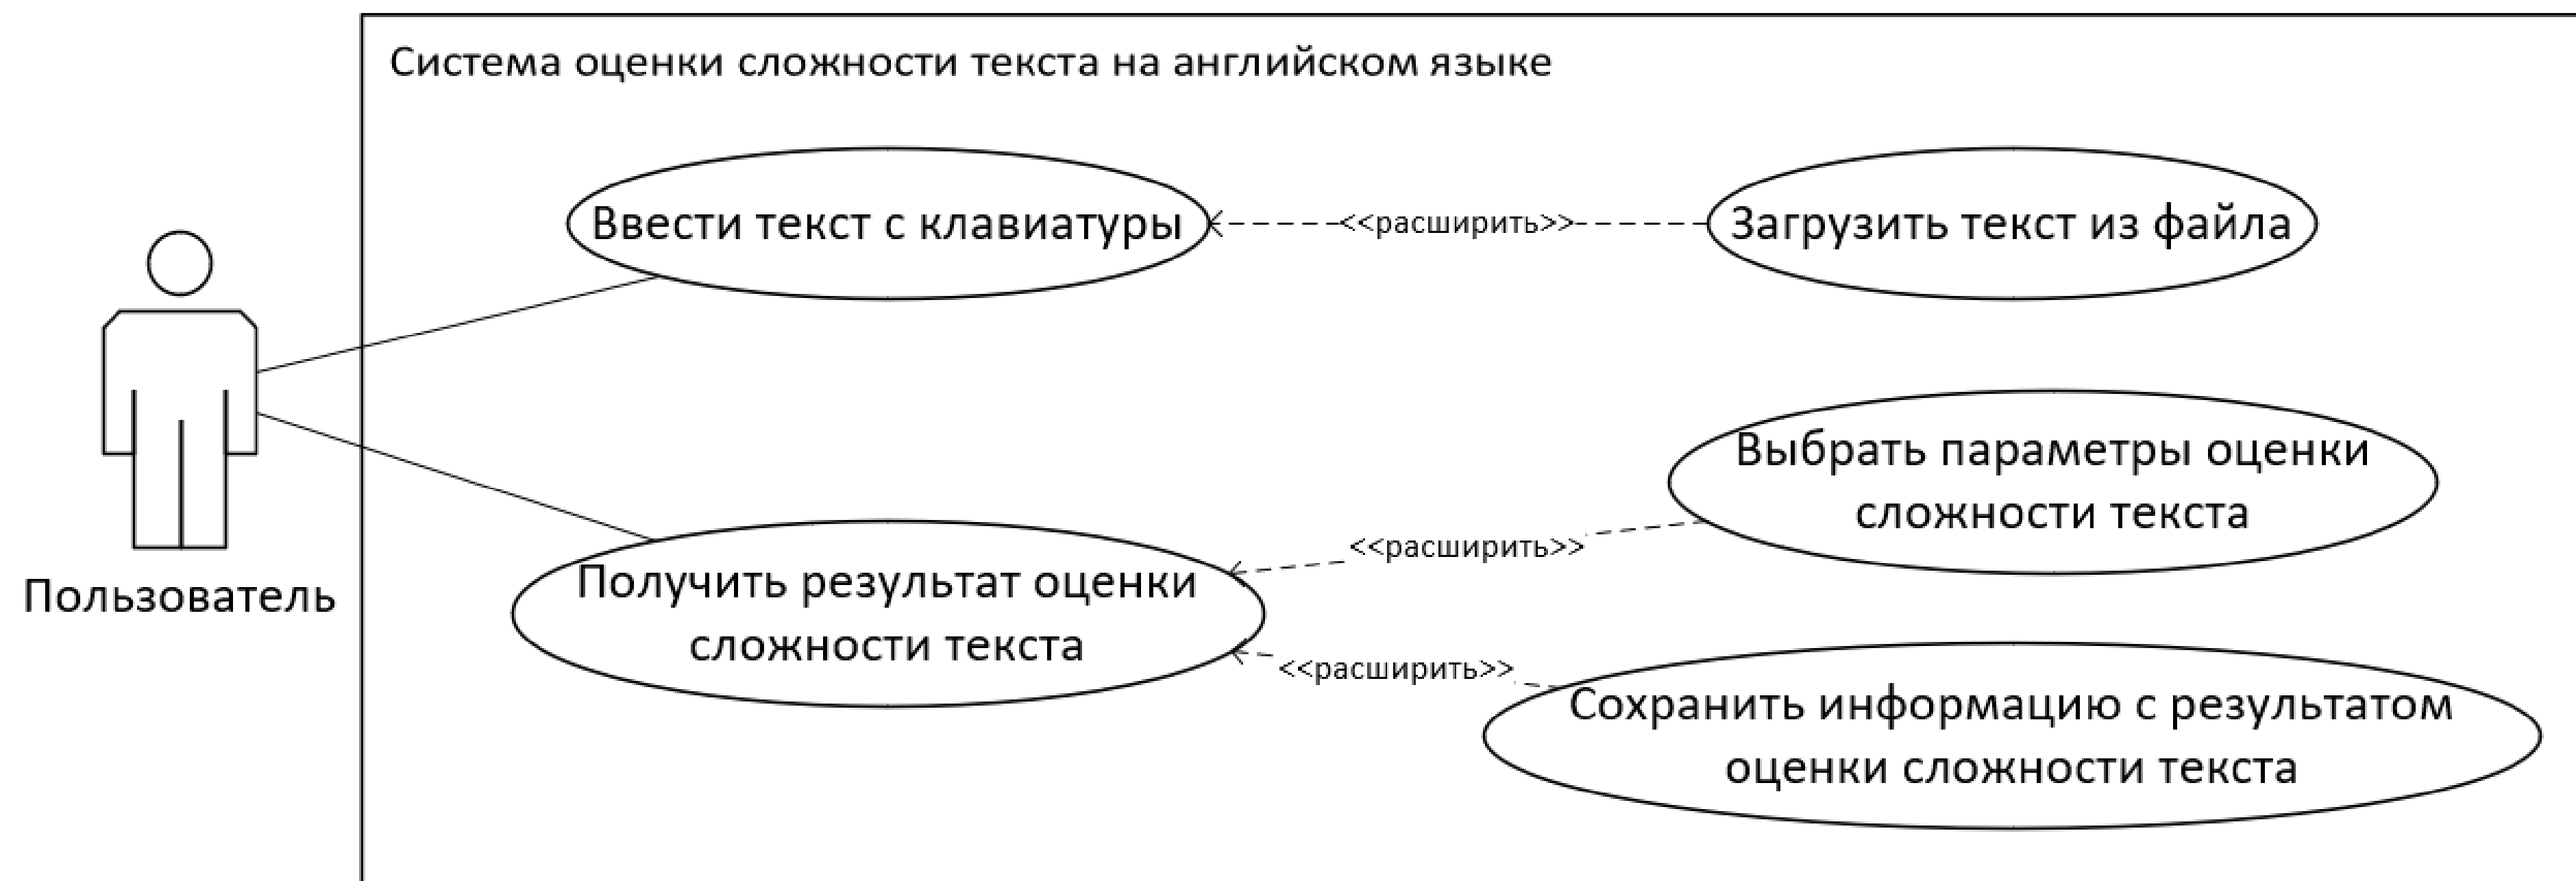 Система оценки сложности текста на английском языке
Ввести текст с клавиатуры
<<расширить>>
Загрузить текст из файла
Выбрать параметры оценки
сложности текста
<<расширить>>
Получить результат оценки
сложности текста
Пользователь
<<расширить>>
Сохранить информацию с результатом
оценки сложности текста